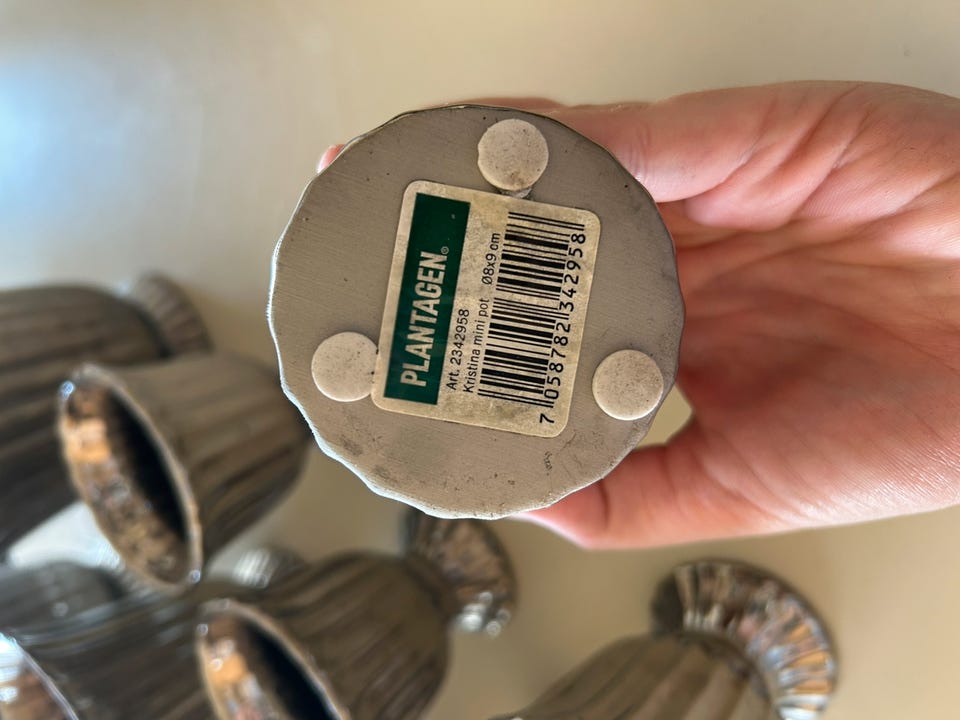 PLANTAGEN®
Art. 2342958
Kristina mini pot Ø8x9 cm
7 058782 342958